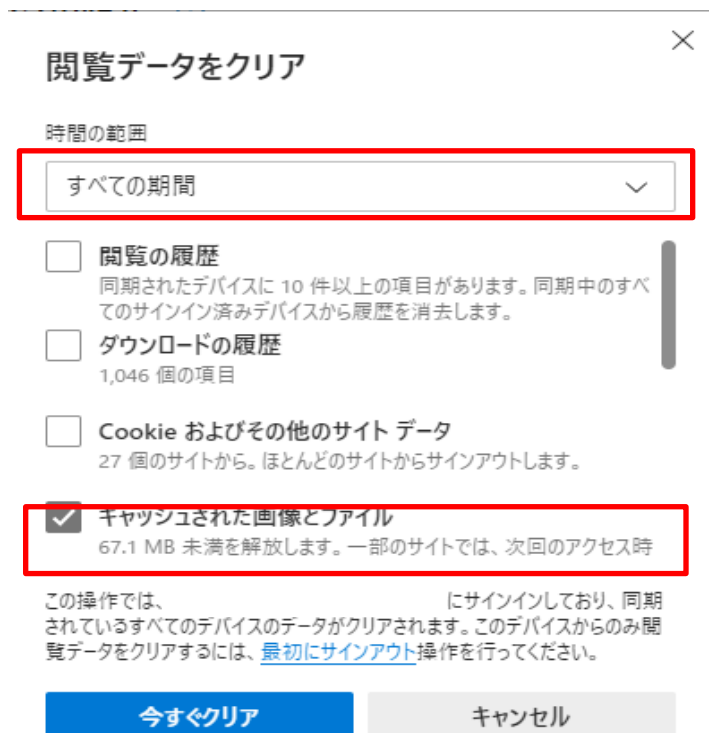 閲覧データをクリア
時間の範囲
すべての期間
閲覧の履歴
同期されたデバイスに 10 件以上の項目があります。同期中のすべ
てのサインイン済みデバイスから履歴を消去します。
ダウンロードの履歴
1,046 個の項目
Cookie およびその他のサイト データ
27 個のサイトから。ほとんどのサイトからサインアウトします。
キャッシュされた画像とファイル
67.1 MB 未満を解放します。一部のサイトでは、次回のアクセス時
この操作では、 にサインインしており、同期
されているすべてのデバイスのデータがクリアされます。このデバイスからのみ閲
覧データをクリアするには、最初にサインアウト操作を行ってください。
今すぐクリア
キャンセル